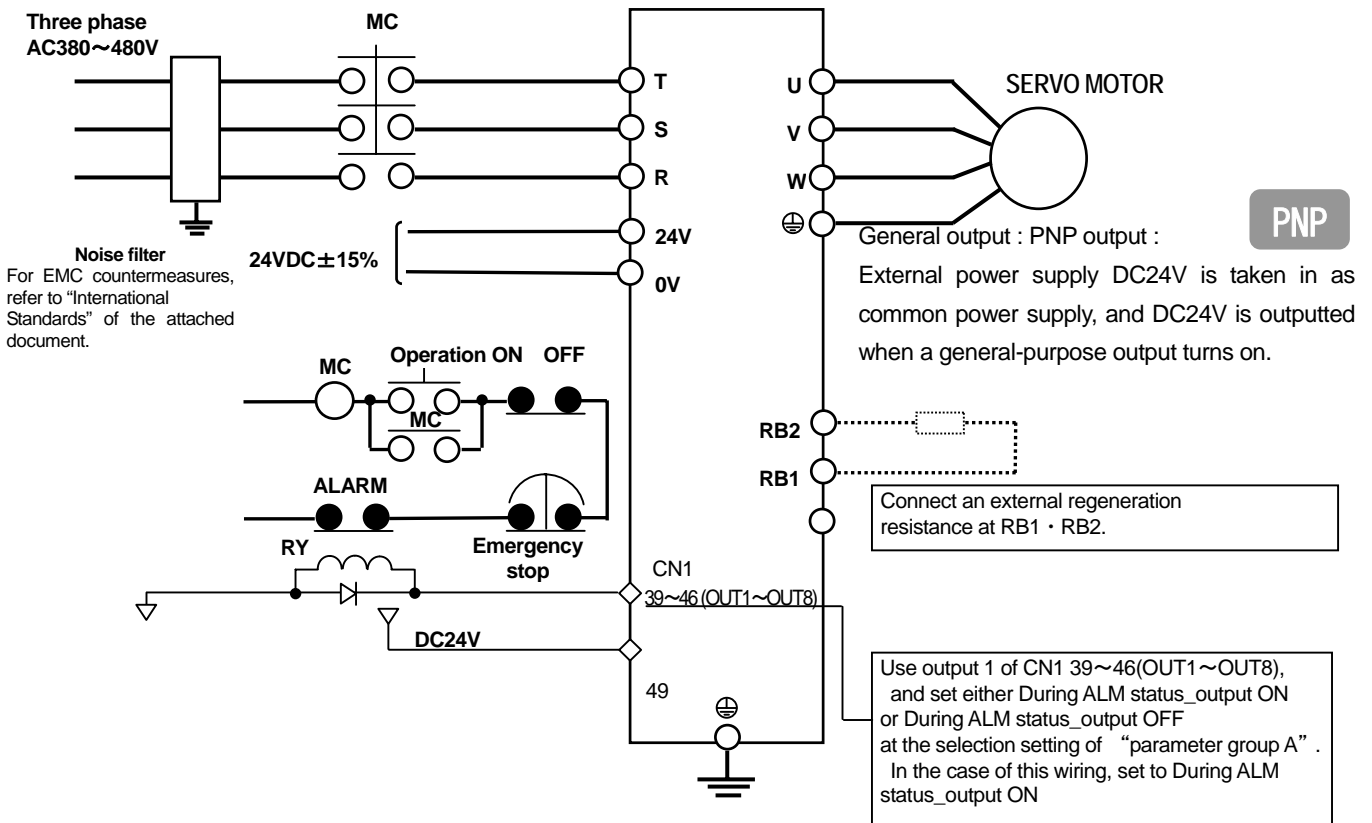 Three phase
AC380～480V
MC
T
S
R
24V
0V
U
V
W
SERVO MOTOR
PNP
Noise filter
For EMC countermeasures,
refer to “International
Standards” of the attached
document.
24VDC±15%
General output : PNP output :
External power supply DC24V is taken in as
common power supply, and DC24V is outputted
when a general-purpose output turns on.
MC
Operation ON
OFF
MC
RB2
RB1
ALARM
Emergency
stop
RY
DC24V
Connect an external regeneration
resistance at RB1・RB2.
CN1
39～46 (OUT1～OUT8)
49
Use output 1 of CN1 39～46(OUT1～OUT8),
and set either During ALM status_output ON
or During ALM status_output OFF
at the selection setting of “parameter group A”.
In the case of this wiring, set to During ALM
status_output ON